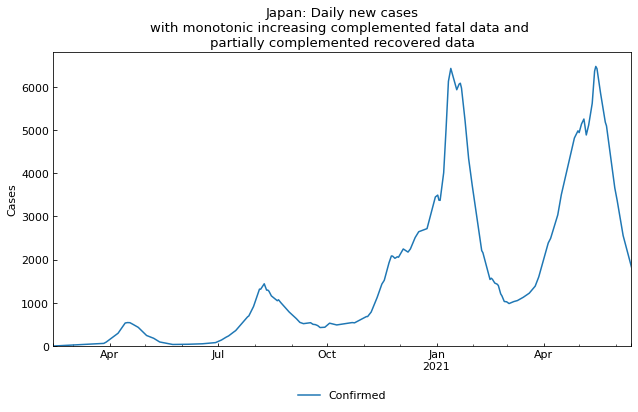 Japan: Daily new cases
with monotonic increasing complemented fatal data and
partially complemented recovered data
6000
5000
4000
3000
2000
1000
0
Cases
Apr
Jul
Oct
Jan
2021
Apr
Confirmed